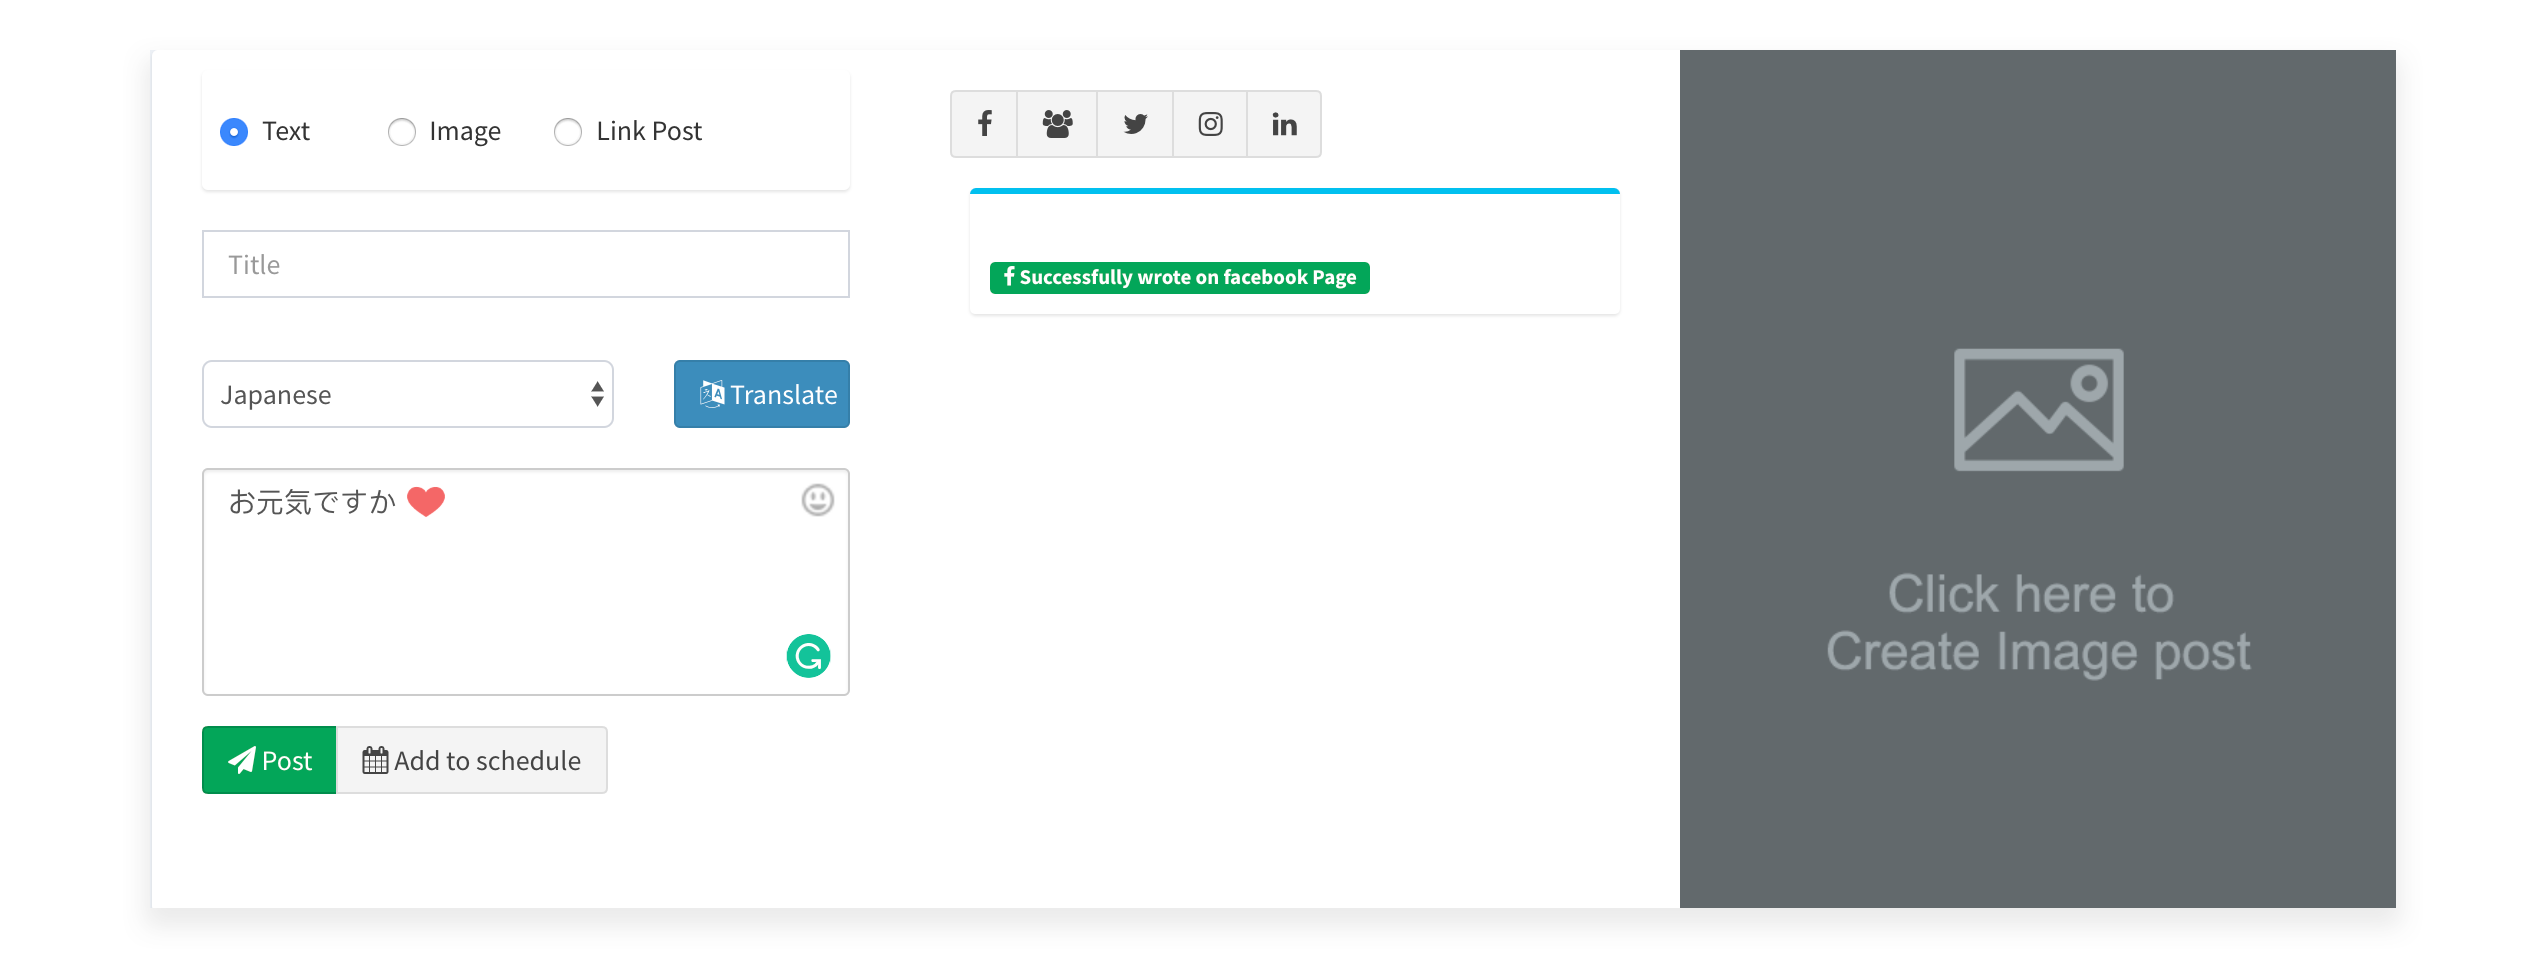 Text
Image
Link Post
Title
Japanese
Translate
お元気ですか ❤
Post
Add to schedule
Successfully wrote on facebook Page
Click here to
Create Image post